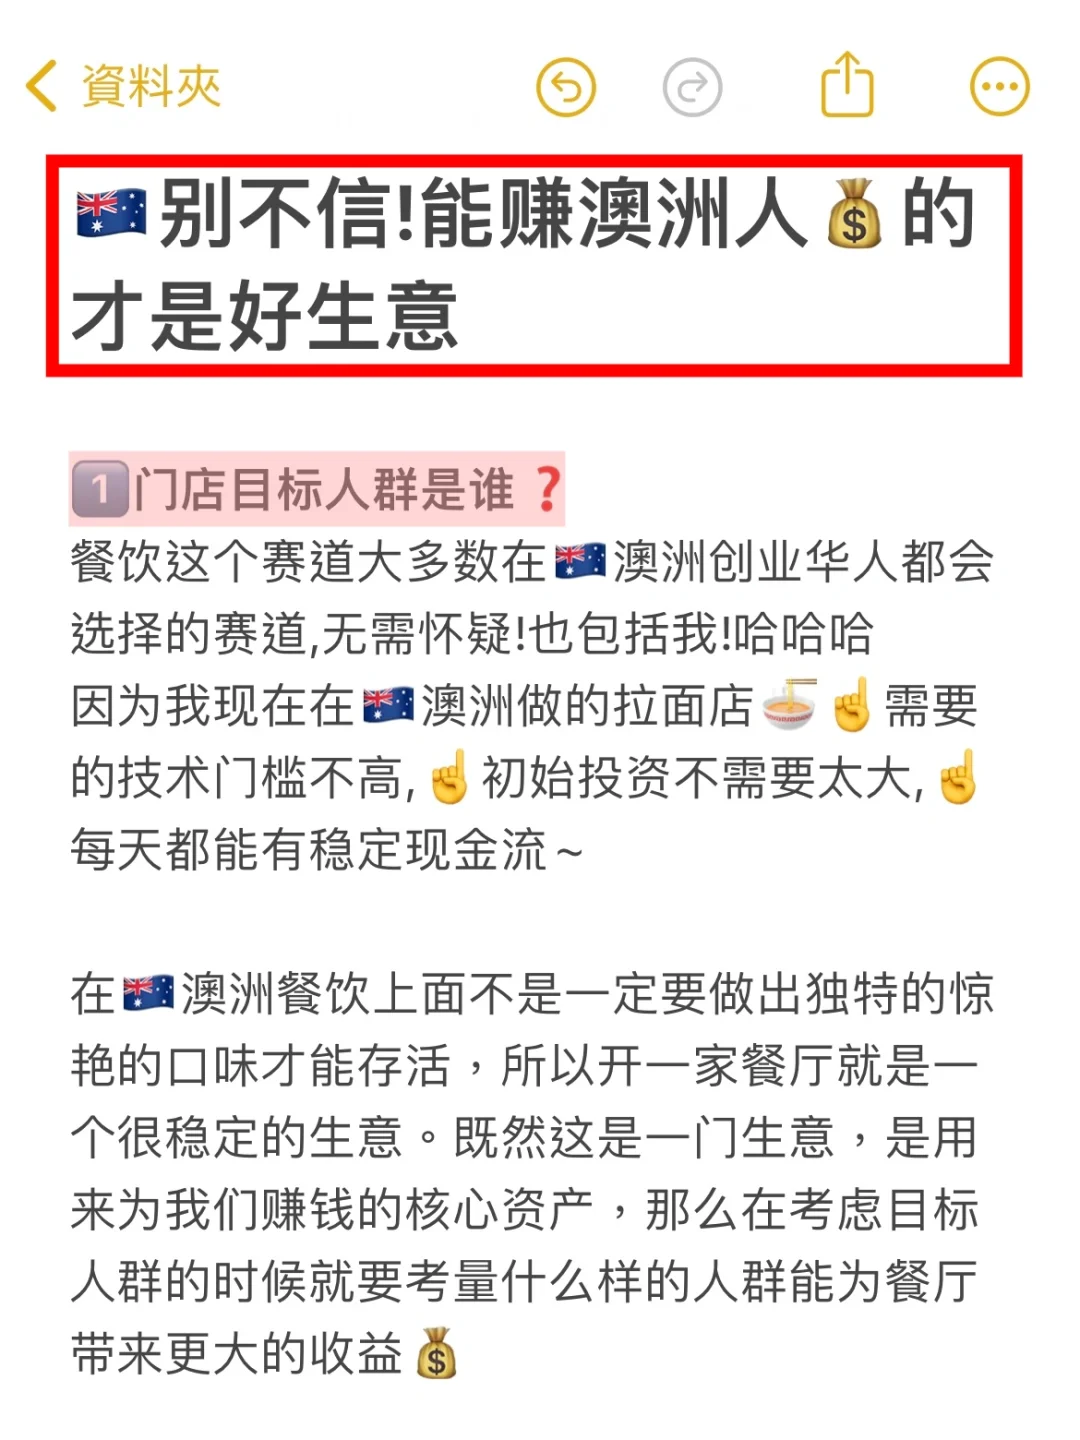 資料夾
🇦🇺别不信!能赚澳洲人💰的
才是好生意
1️⃣门店目标人群是谁❓
餐饮这个赛道大多数在🇦🇺澳洲创业华人都会
选择的赛道,无需怀疑!也包括我!哈哈哈
因为我现在在🇦🇺澳洲做的拉面店🍜☝️需要
的技术门槛不高,☝️初始投资不需要太大,☝️
每天都能有稳定现金流~
在🇦🇺澳洲餐饮上面不是一定要做出独特的惊
艳的口味才能存活，所以开一家餐厅就是一
个很稳定的生意。既然这是一门生意，是用
来为我们赚钱的核心资产，那么在考虑目标
人群的时候就要考量什么样的人群能为餐厅
带来更大的收益💰